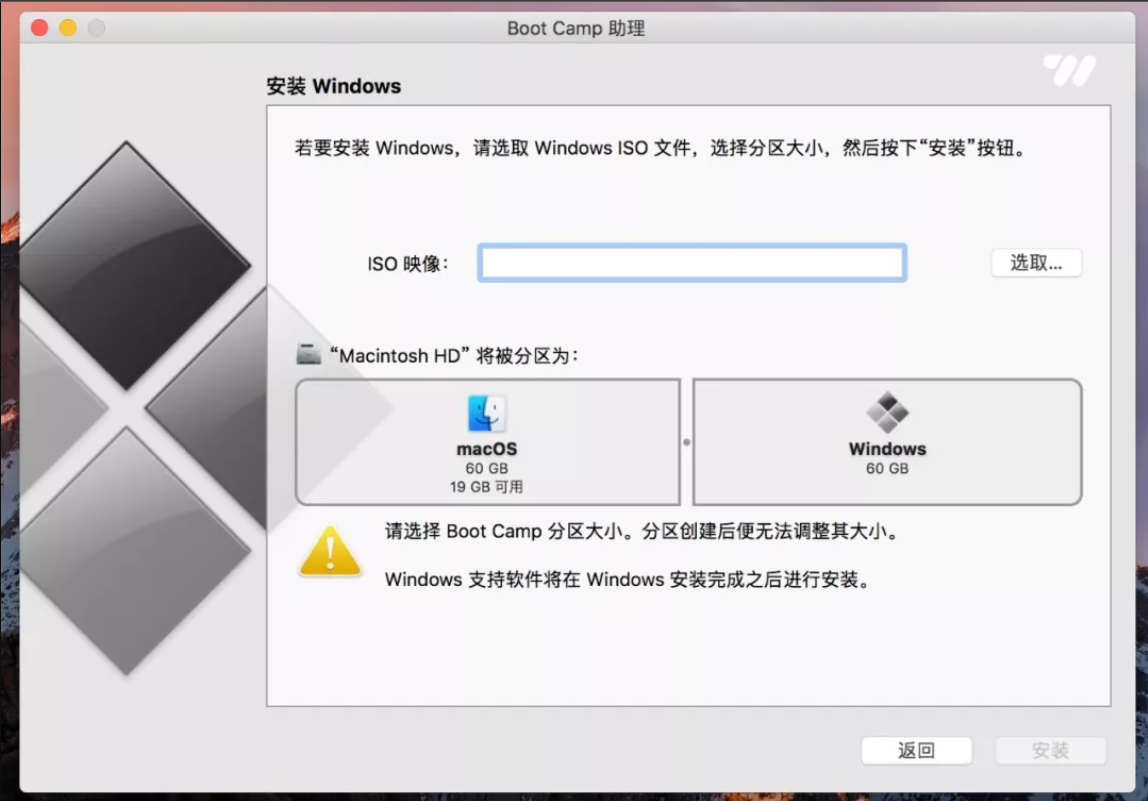 Boot Camp 助理
安装 Windows
若要安装 Windows，请选取 Windows ISO 文件，选择分区大小，然后按下“安装”按钮。
ISO 映像： 选取...
“Macintosh HD” 将被分区为：
macOS
60 GB
19 GB 可用
Windows
60 GB
请选择 Boot Camp 分区大小。分区创建后便无法调整其大小。
Windows 支持软件将在 Windows 安装完成之后进行安装。
返回 安装